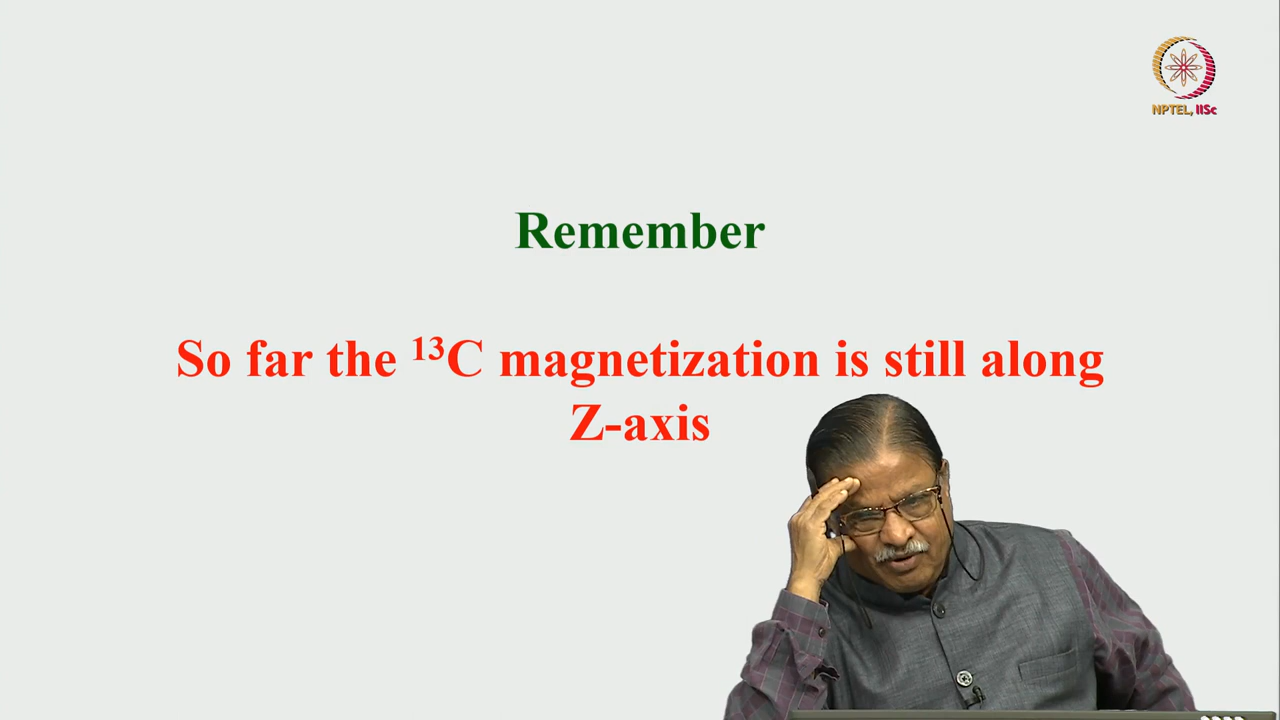 NPTEL, IISc
Remember
So far the ¹³C magnetization is still along
Z-axis